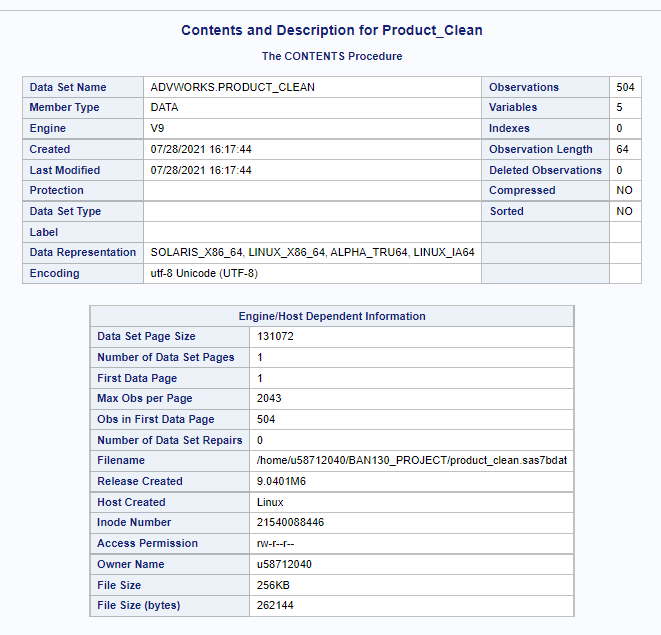 Contents and Description for Product_Clean
The CONTENTS Procedure
Data Set Name ADVWORKS.PRODUCT_CLEAN Observations 504
Member Type DATA Variables 5
Engine V9 Indexes 0
Created 07/28/2021 16:17:44 Observation Length 64
Last Modified 07/28/2021 16:17:44 Deleted Observations 0
Protection Compressed NO
Data Set Type Sorted NO
Label
Data Representation SOLARIS_X86_64, LINUX_X86_64, ALPHA_TRU64, LINUX_IA64
Encoding utf-8 Unicode (UTF-8)
Engine/Host Dependent Information
Data Set Page Size 131072
Number of Data Set Pages 1
First Data Page 1
Max Obs per Page 2043
Obs in First Data Page 504
Number of Data Set Repairs 0
Filename /home/u58712040/BAN130_PROJECT/product_clean.sas7bdat
Release Created 9.0401M6
Host Created Linux
Inode Number 21540088446
Access Permission rw-r--r--
Owner Name u58712040
File Size 256KB
File Size (bytes) 262144